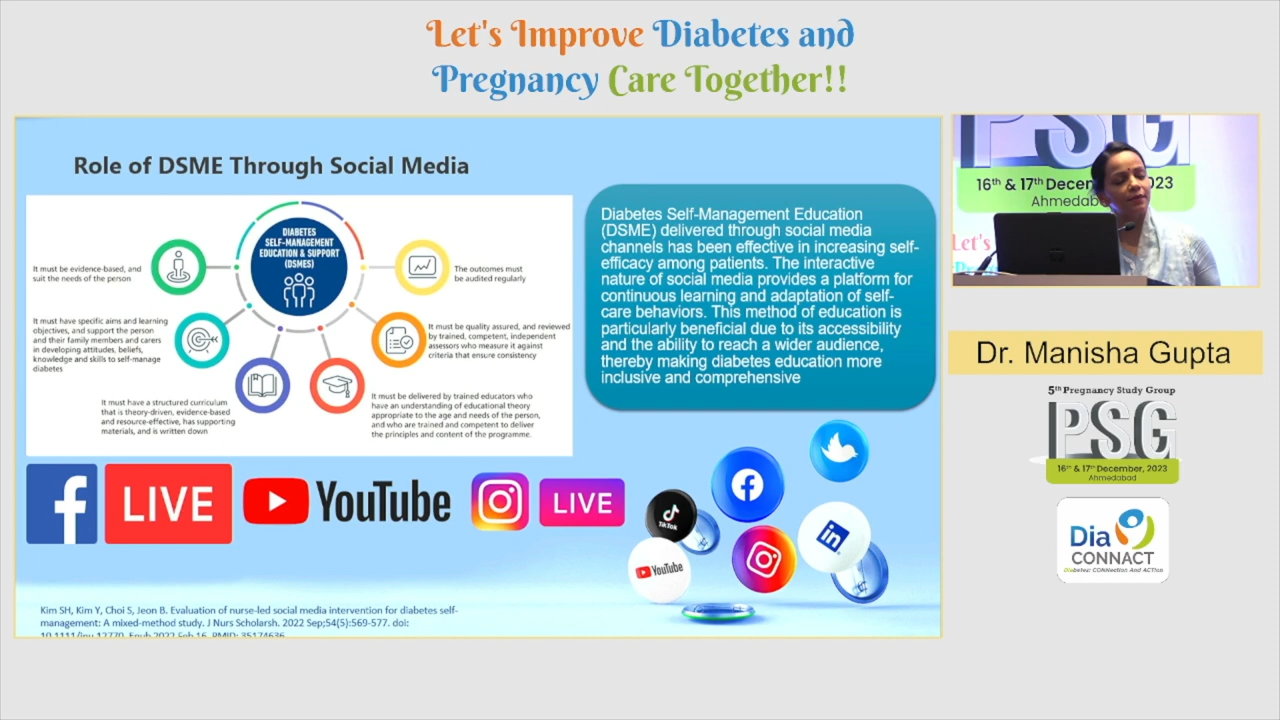 Let's Improve Diabetes and
Pregnancy Care Together!!
Role of DSME Through Social Media
DIABETES
SELF-MANAGEMENT
EDUCATION & SUPPORT
(DSMES)
It must be evidence-based, and
suit the needs of the person
The outcomes must
be audited regularly
It must have specific aims and learning
objectives, and support the person
and their family members and carers
in developing attitudes, beliefs,
knowledge and skills to self-manage
diabetes
It must be quality assured, and reviewed
by trained, competent, independent
assessors who measure it against
criteria that ensure consistency
It must have a structured curriculum
that is theory-driven, evidence-based
and resource-effective, has supporting
materials, and is written down
It must be delivered by trained educators who
have an understanding of educational theory
appropriate to the age and needs of the person,
and who are trained and competent to deliver
the principles and content of the programme.
Diabetes Self-Management Education
(DSME) delivered through social media
channels has been effective in increasing self-
efficacy among patients. The interactive
nature of social media provides a platform for
continuous learning and adaptation of self-
care behaviors. This method of education is
particularly beneficial due to its accessibility
and the ability to reach a wider audience,
thereby making diabetes education more
inclusive and comprehensive
f LIVE
YouTube
LIVE
TikTok
in
YouTube
Kim SH, Kim Y, Choi S, Jeon B. Evaluation of nurse-led social media intervention for diabetes self-
management: A mixed-method study. J Nurs Scholarsh. 2022 Sep;54(5):569-577. doi:
10.1111/jnu.12770. Epub 2022 Feb 16. PMID: 35174636
PSG
16th & 17th Decem 2023
Ahmedab
Let's
Dr. Manisha Gupta
5th Pregnancy Study Group
PSG
16th & 17th December, 2023
Ahmedabad
Dia
CONNACT
Diabetes: CONNection And ACTion